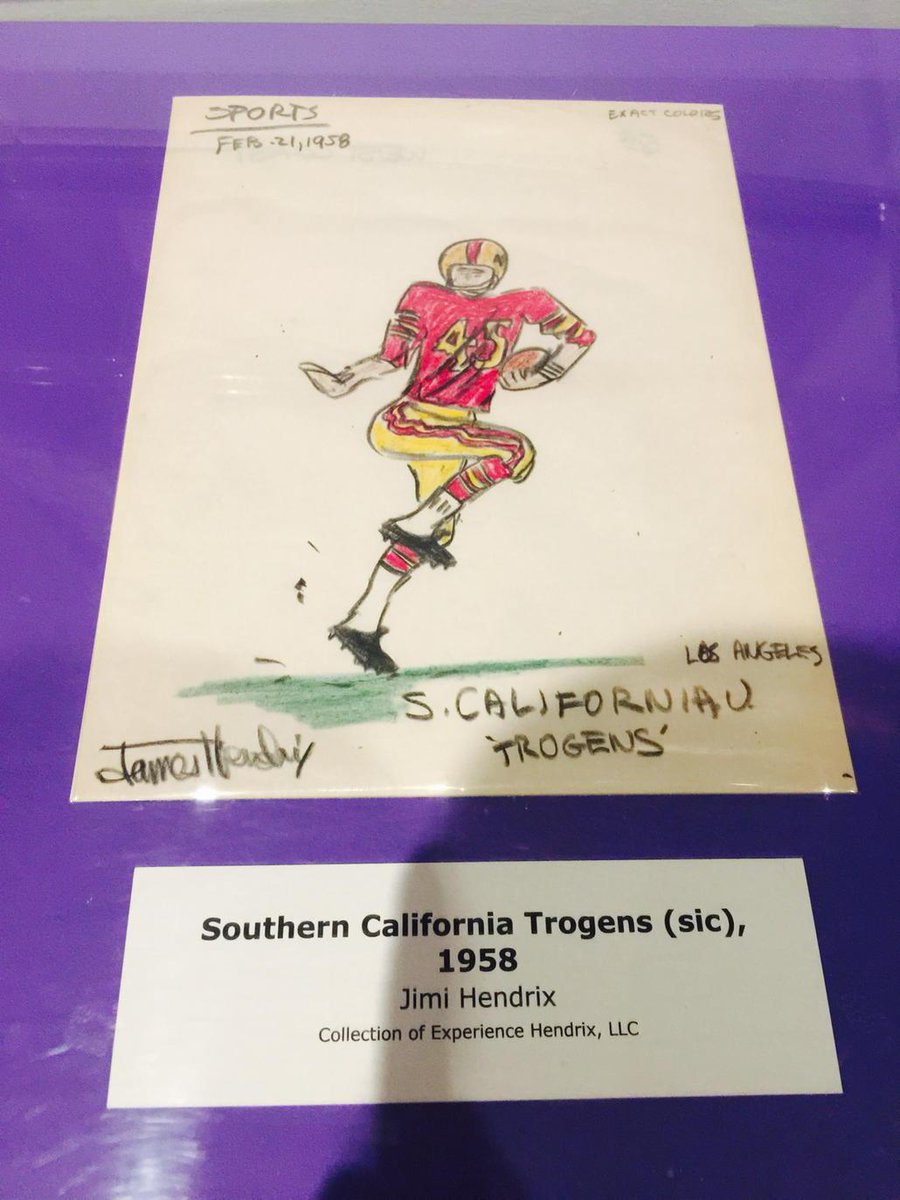 SPORTS
EXACT COLORS
FEB. 21, 1958
45
LOS ANGELES
S. CALIFORNIA U.
'TROGENS'
James Hendrix
Southern California Trogens (sic),
1958
Jimi Hendrix
Collection of Experience Hendrix, LLC